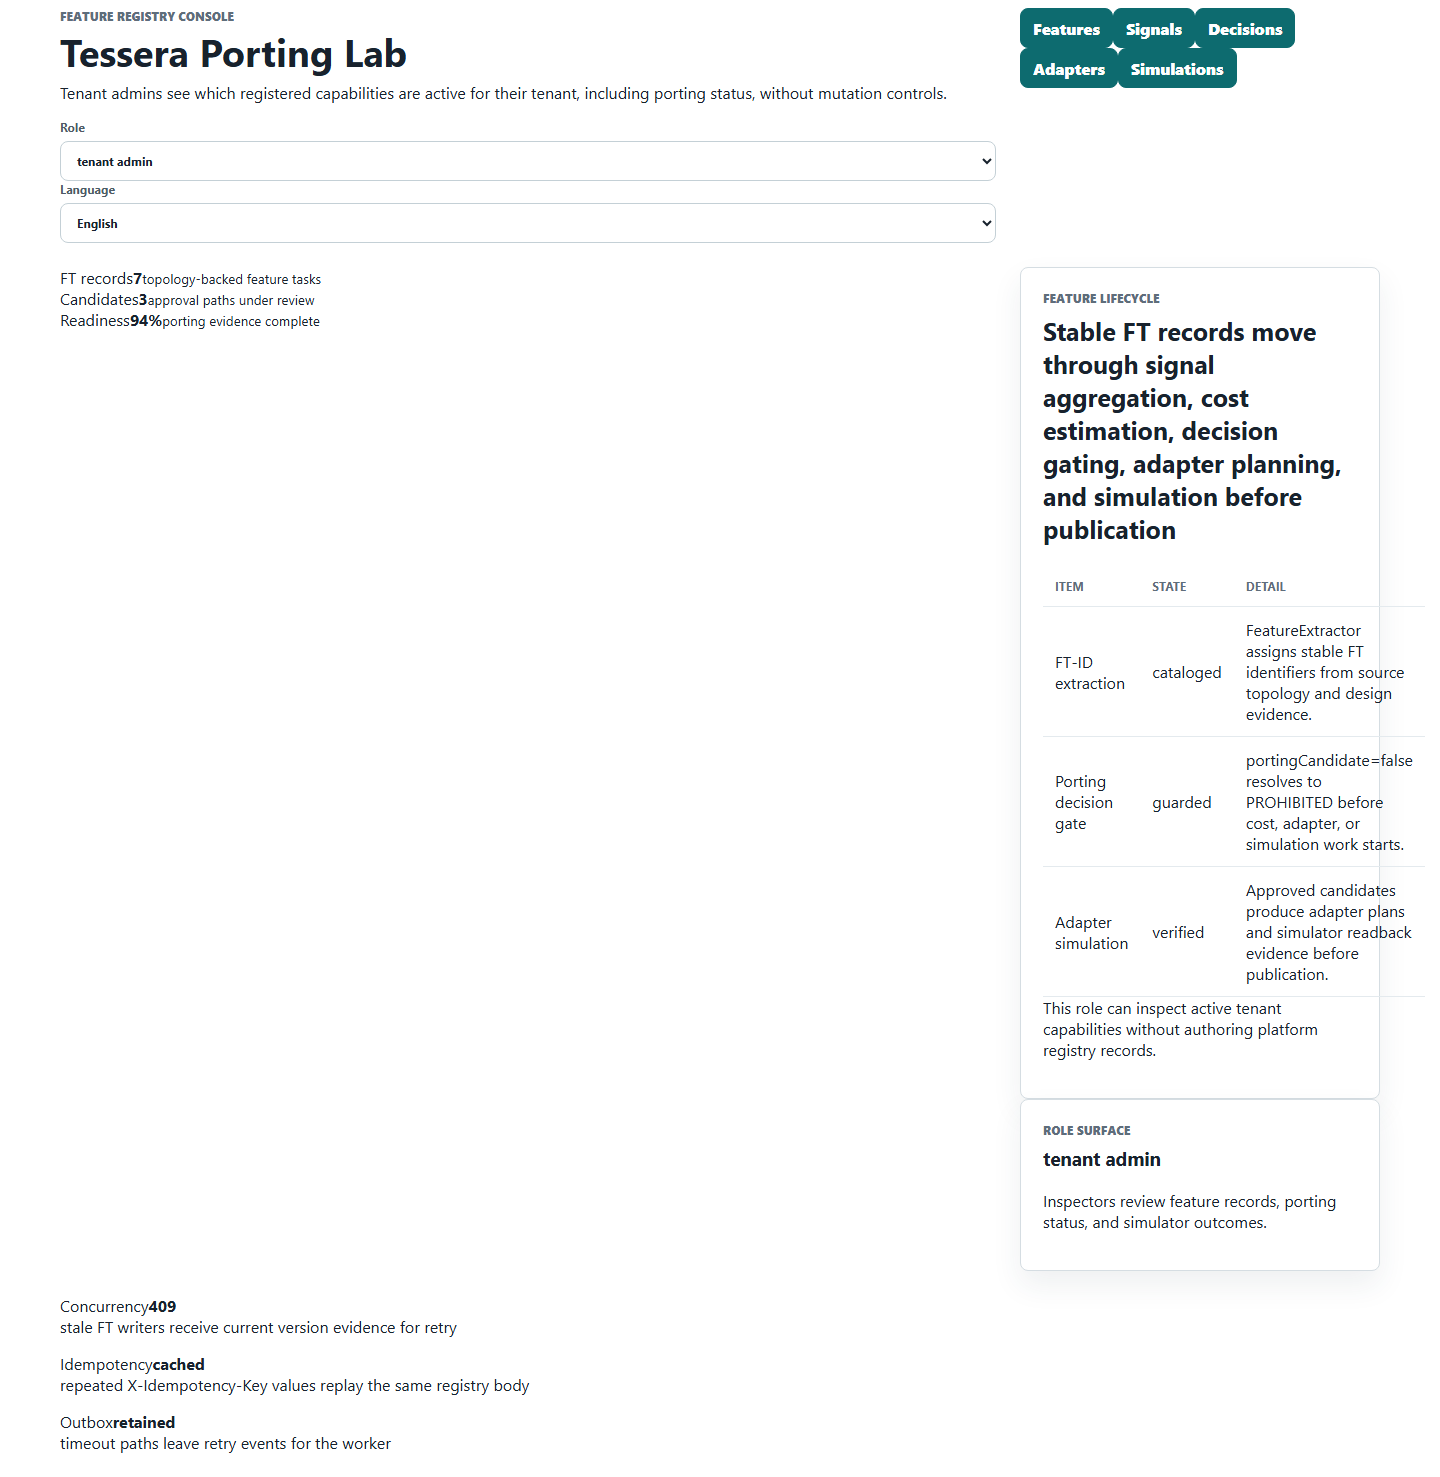 FEATURE REGISTRY CONSOLE
Tessera Porting Lab
Tenant admins see which registered capabilities are active for their tenant, including porting status, without mutation controls.
Role
tenant admin
Language
English
Features Signals Decisions
Adapters Simulations
FT records7topology-backed feature tasks
Candidates3approval paths under review
Readiness94%porting evidence complete
FEATURE LIFECYCLE
Stable FT records move
through signal
aggregation, cost
estimation, decision
gating, adapter planning,
and simulation before
publication
ITEM STATE DETAIL
FT-ID
extraction
cataloged
FeatureExtractor
assigns stable FT
identifiers from source
topology and design
evidence.
Porting
decision
gate
guarded
portingCandidate=false
resolves to
PROHIBITED before
cost, adapter, or
simulation work starts.
Adapter
simulation
verified
Approved candidates
produce adapter plans
and simulator readback
evidence before
publication.
This role can inspect active tenant
capabilities without authoring platform
registry records.
ROLE SURFACE
tenant admin
Inspectors review feature records, porting
status, and simulator outcomes.
Concurrency409
stale FT writers receive current version evidence for retry
Idempotencycached
repeated X-Idempotency-Key values replay the same registry body
Outboxretained
timeout paths leave retry events for the worker